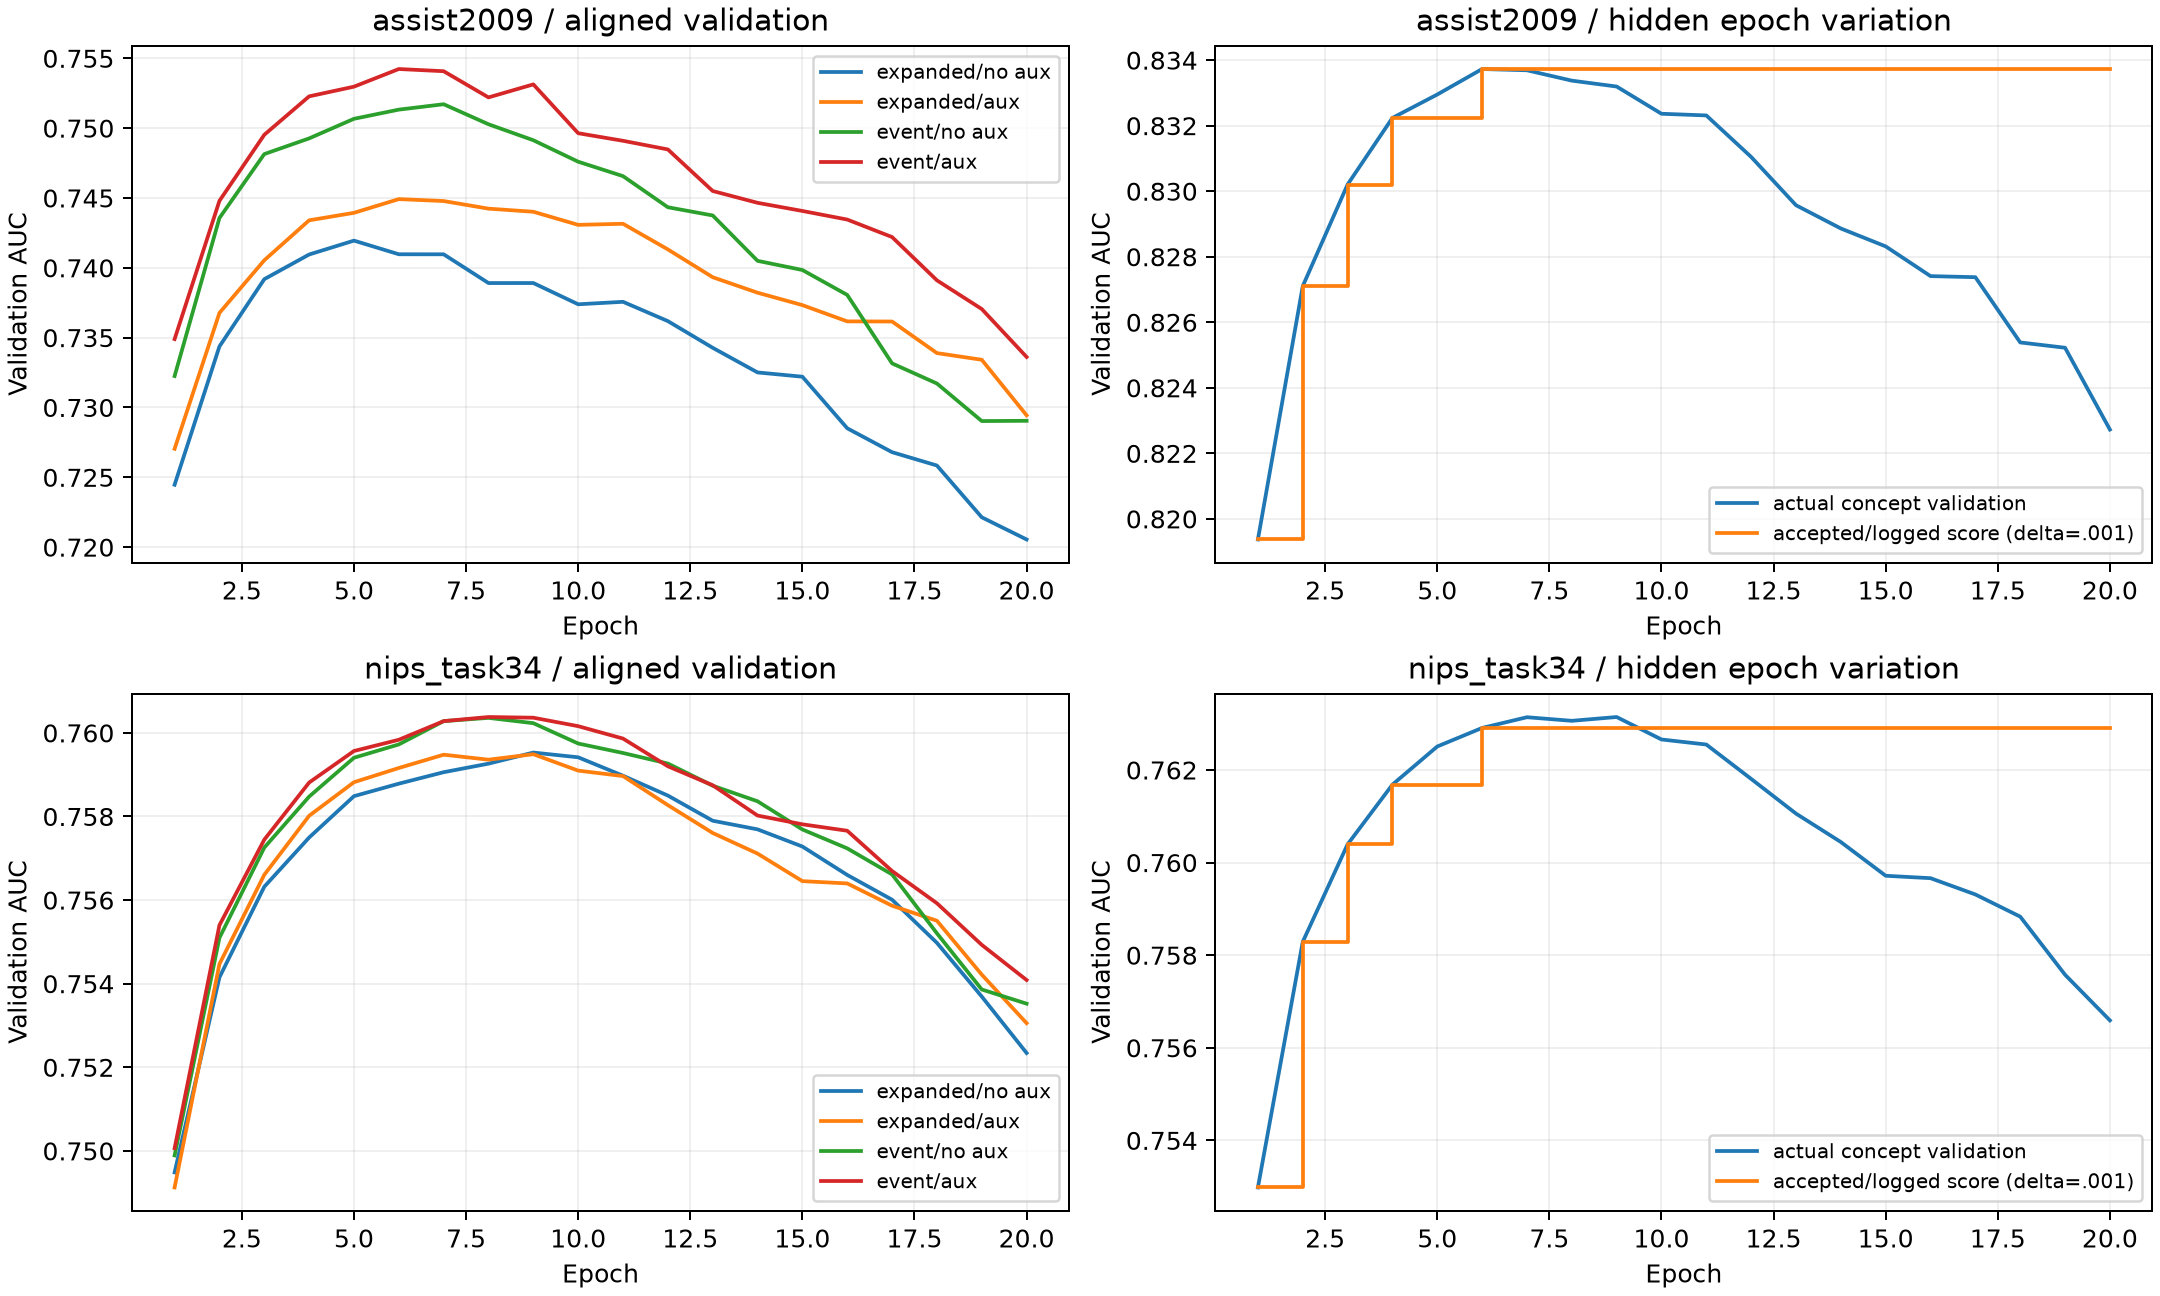 assist2009 / aligned validation
0.755
0.750
0.745
0.740
0.735
0.730
0.725
0.720
Validation AUC
expanded/no aux
expanded/aux
event/no aux
event/aux
2.5 5.0 7.5 10.0 12.5 15.0 17.5 20.0
Epoch
assist2009 / hidden epoch variation
0.834
0.832
0.830
0.828
0.826
0.824
0.822
0.820
Validation AUC
actual concept validation
accepted/logged score (delta=.001)
2.5 5.0 7.5 10.0 12.5 15.0 17.5 20.0
Epoch
nips_task34 / aligned validation
0.760
0.758
0.756
0.754
0.752
0.750
Validation AUC
expanded/no aux
expanded/aux
event/no aux
event/aux
2.5 5.0 7.5 10.0 12.5 15.0 17.5 20.0
Epoch
nips_task34 / hidden epoch variation
0.762
0.760
0.758
0.756
0.754
Validation AUC
actual concept validation
accepted/logged score (delta=.001)
2.5 5.0 7.5 10.0 12.5 15.0 17.5 20.0
Epoch